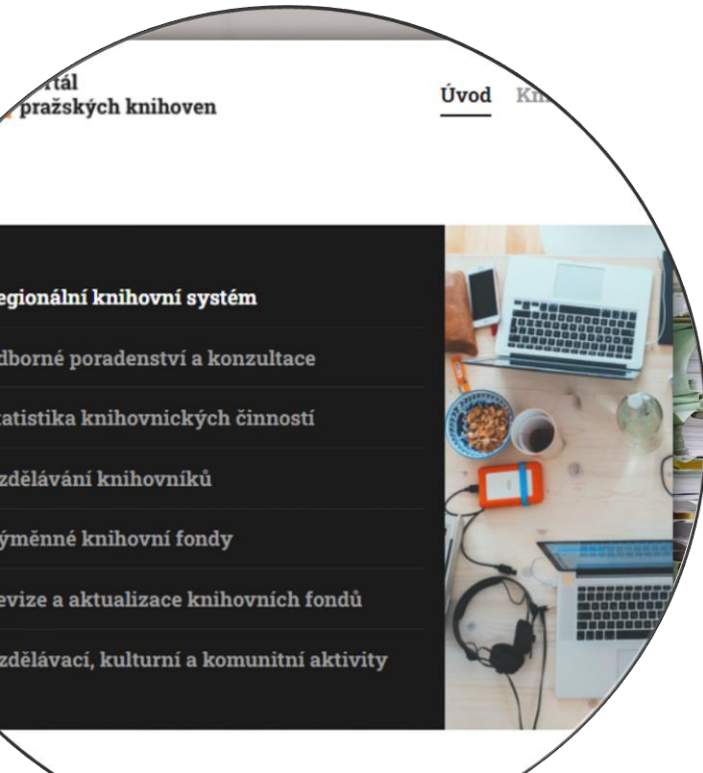 rtál
pražských knihoven
Úvod Kni
egionální knihovní systém
dborné poradenství a konzultace
tatistika knihovnických činností
zdělávání knihovníků
ýměnné knihovní fondy
evize a aktualizace knihovních fondů
zdělávací, kulturní a komunitní aktivity